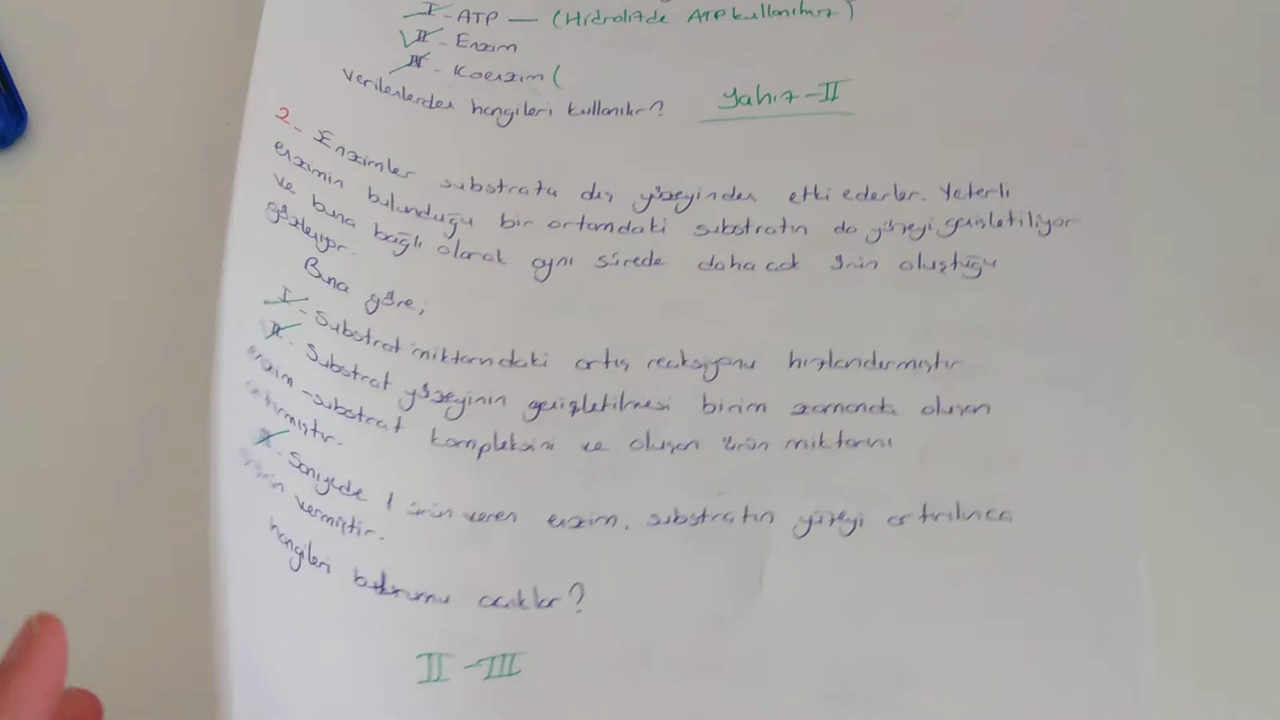 I - ATP — (Hidrolizde ATP kullanılmaz)
II - Enzim
III - Koenzim (
verilenlerden hangileri kullanılır?
Yalnız - II
2- Enzimler substrata dış yüzeyinden etki ederler. Yeterli
enzimin bulunduğu bir ortamdaki substratın da yüzeyi genişletiliyor
ve buna bağlı olarak aynı sürede daha çok ürün oluştuğu
gözleniyor.
Buna göre;
I - Substrat miktarındaki artış reaksiyonu hızlandırmıştır
II - Substrat yüzeyinin genişletilmesi birim zamanda oluşan
enzim-substrat kompleksini ve oluşan ürün miktarını
artırmıştır.
III - Saniyede 1 ürün veren enzim, substratın yüzeyi artırılınca
ürün vermiştir.
hangileri bu durumu açıklar?
II - III